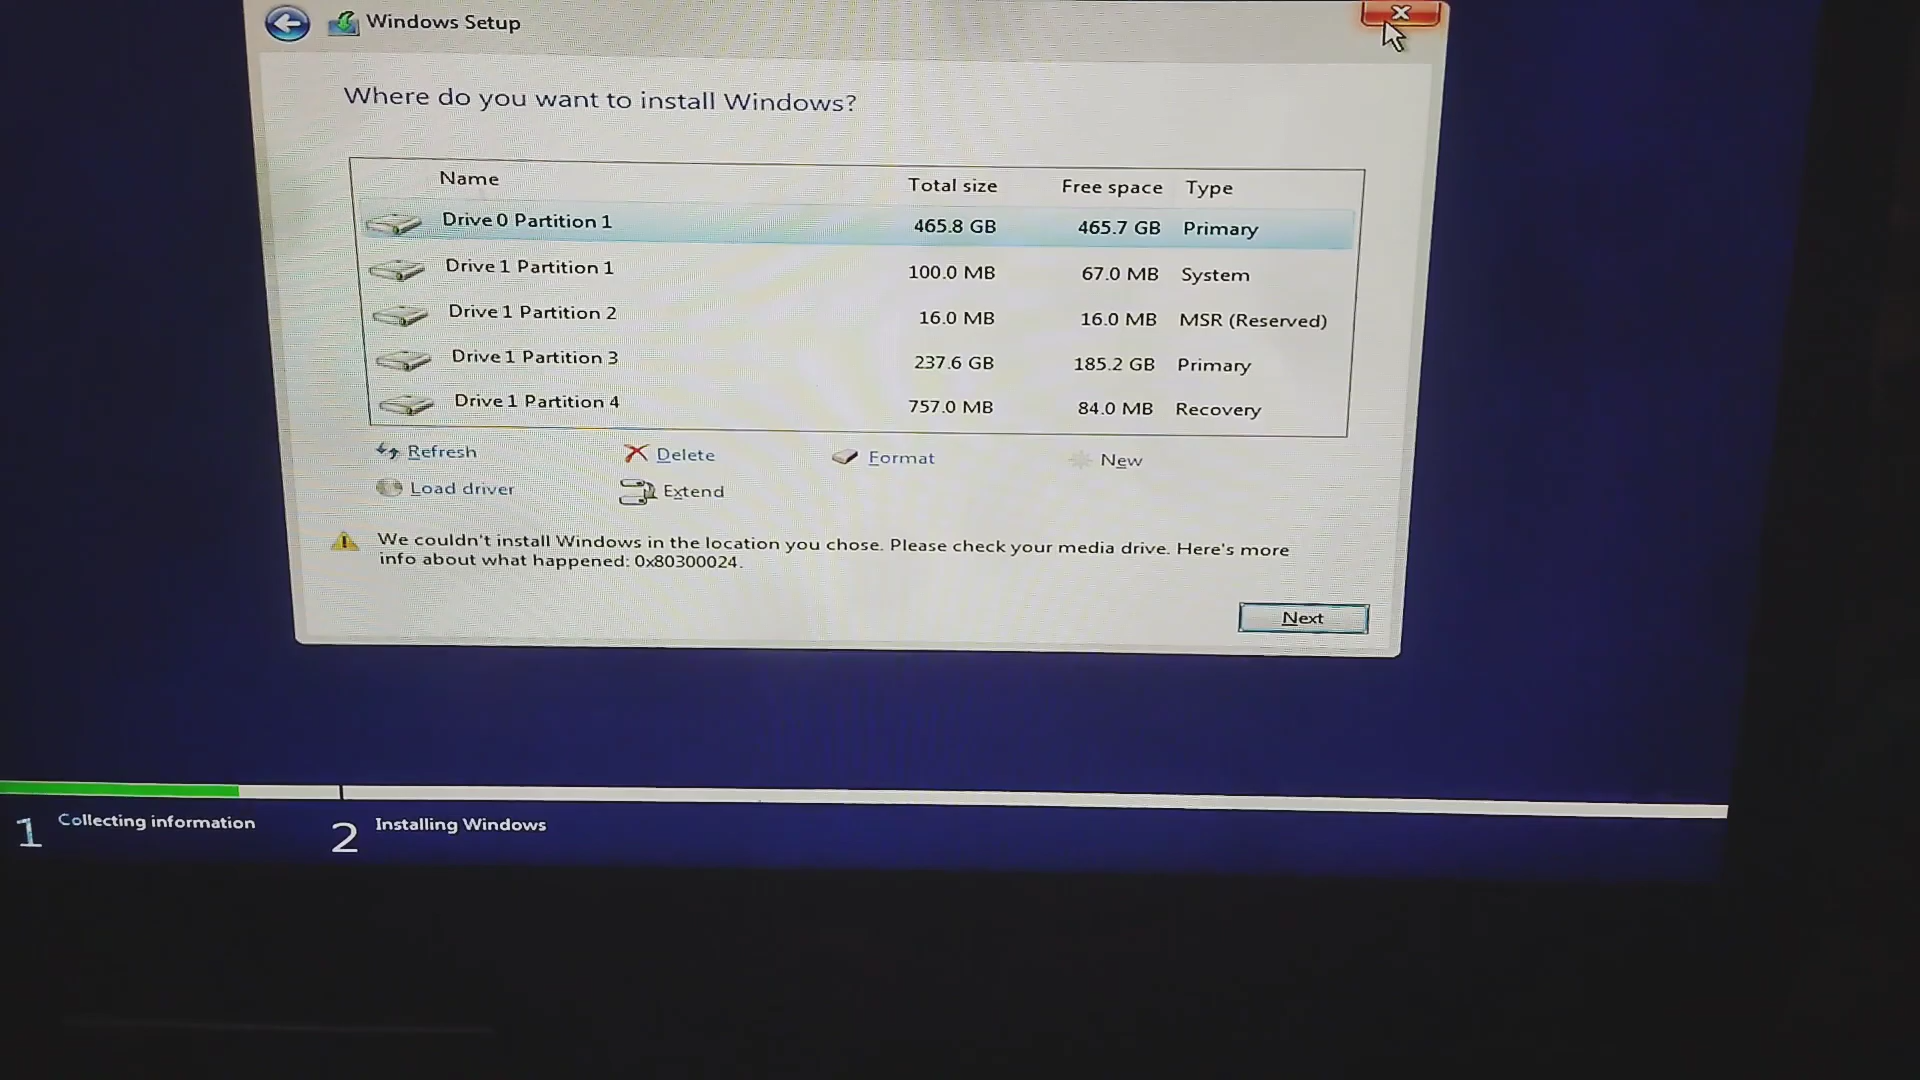 Windows Setup
Where do you want to install Windows?
Name Total size Free space Type
Drive 0 Partition 1 465.8 GB 465.7 GB Primary
Drive 1 Partition 1 100.0 MB 67.0 MB System
Drive 1 Partition 2 16.0 MB 16.0 MB MSR (Reserved)
Drive 1 Partition 3 237.6 GB 185.2 GB Primary
Drive 1 Partition 4 757.0 MB 84.0 MB Recovery
Refresh Delete Format New
Load driver Extend
We couldn't install Windows in the location you chose. Please check your media drive. Here's more
info about what happened: 0x80300024.
Next
1 Collecting information 2 Installing Windows